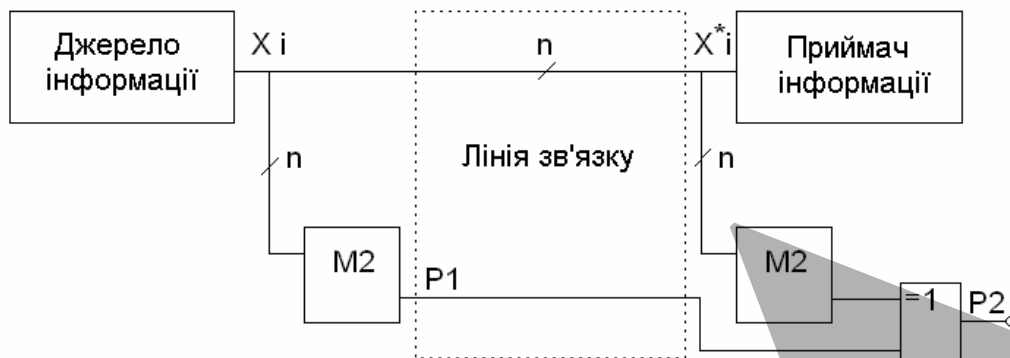 Джерело
інформації
X i
n
X*i
Приймач
інформації
n
Лінія зв'язку
n
M2
P1
M2
=1
P2